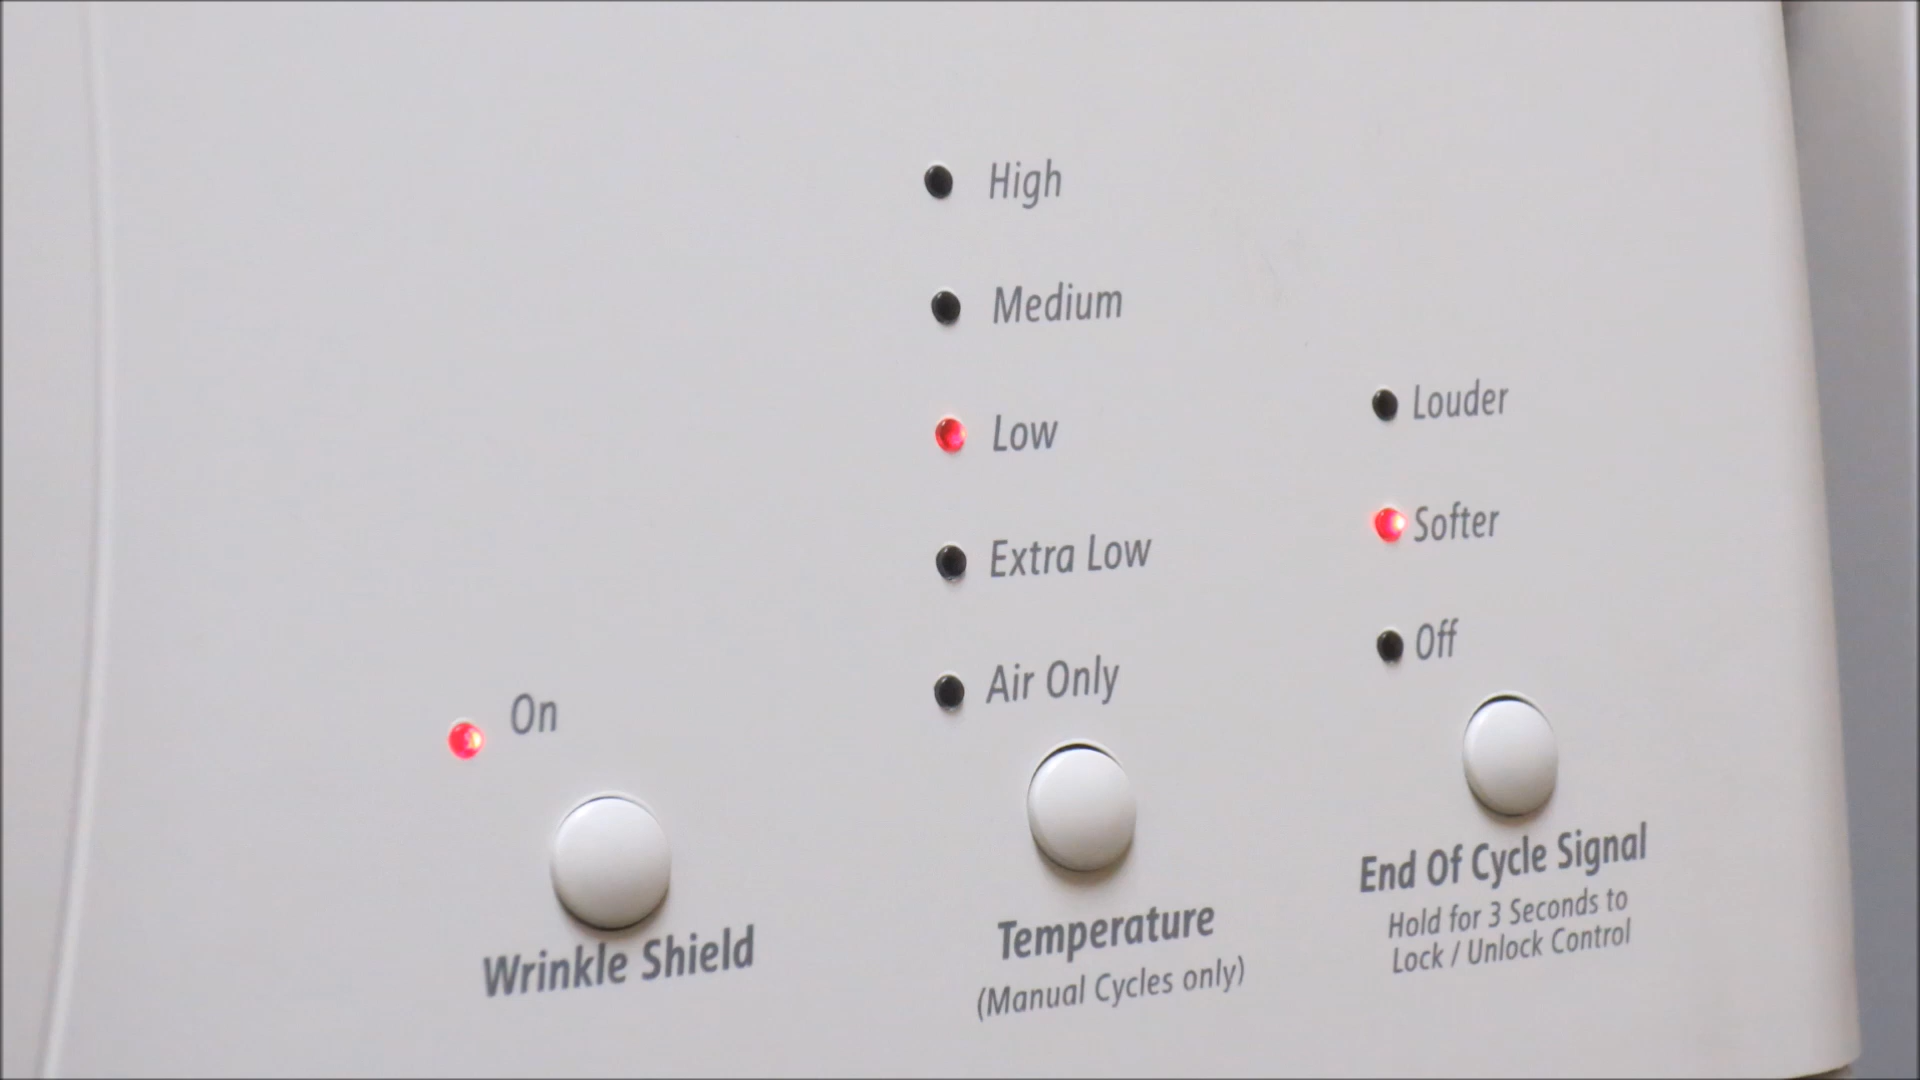 On
Wrinkle Shield
High
Medium
Low
Extra Low
Air Only
Temperature
(Manual Cycles only)
Louder
Softer
Off
End Of Cycle Signal
Hold for 3 Seconds to
Lock / Unlock Control